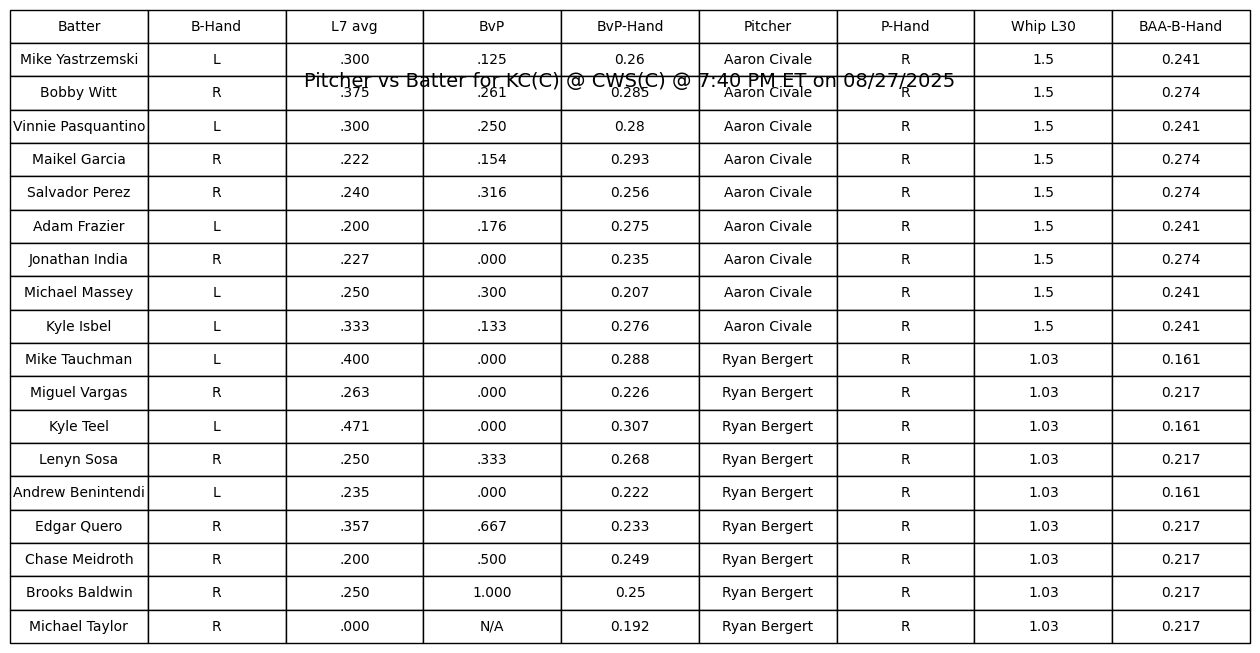 Batter B-Hand L7 avg BvP BvP-Hand Pitcher P-Hand Whip L30 BAA-B-Hand
Mike Yastrzemski L .300 .125 0.26 Aaron Civale R 1.5 0.241
Pitcher vs Batter for KC(C) @ CWS(C) @ 7:40 PM ET on 08/27/2025
Bobby Witt R .375 .261 0.285 Aaron Civale R 1.5 0.274
Vinnie Pasquantino L .300 .250 0.28 Aaron Civale R 1.5 0.241
Maikel Garcia R .222 .154 0.293 Aaron Civale R 1.5 0.274
Salvador Perez R .240 .316 0.256 Aaron Civale R 1.5 0.274
Adam Frazier L .200 .176 0.275 Aaron Civale R 1.5 0.241
Jonathan India R .227 .000 0.235 Aaron Civale R 1.5 0.274
Michael Massey L .250 .300 0.207 Aaron Civale R 1.5 0.241
Kyle Isbel L .333 .133 0.276 Aaron Civale R 1.5 0.241
Mike Tauchman L .400 .000 0.288 Ryan Bergert R 1.03 0.161
Miguel Vargas R .263 .000 0.226 Ryan Bergert R 1.03 0.217
Kyle Teel L .471 .000 0.307 Ryan Bergert R 1.03 0.161
Lenyn Sosa R .250 .333 0.268 Ryan Bergert R 1.03 0.217
Andrew Benintendi L .235 .000 0.222 Ryan Bergert R 1.03 0.161
Edgar Quero R .357 .667 0.233 Ryan Bergert R 1.03 0.217
Chase Meidroth R .200 .500 0.249 Ryan Bergert R 1.03 0.217
Brooks Baldwin R .250 1.000 0.25 Ryan Bergert R 1.03 0.217
Michael Taylor R .000 N/A 0.192 Ryan Bergert R 1.03 0.217